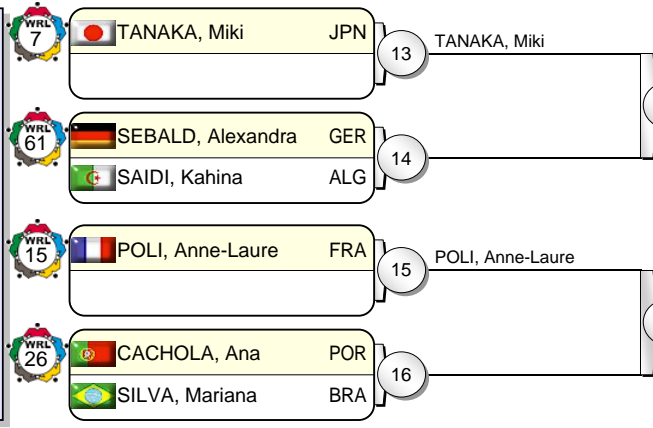 WRL
7
TANAKA, Miki JPN
13
TANAKA, Miki
WRL
61
SEBALD, Alexandra GER
SAIDI, Kahina ALG
14
WRL
15
POLI, Anne-Laure FRA
15
POLI, Anne-Laure
WRL
26
CACHOLA, Ana POR
SILVA, Mariana BRA
16